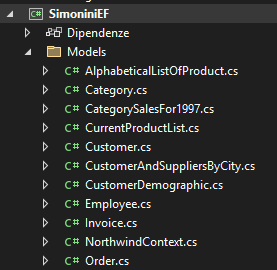 SimoniniEF
Dipendenze
Models
C# AlphabeticalListOfProduct.cs
C# Category.cs
C# CategorySalesFor1997.cs
C# CurrentProductList.cs
C# Customer.cs
C# CustomerAndSuppliersByCity.cs
C# CustomerDemographic.cs
C# Employee.cs
C# Invoice.cs
C# NorthwindContext.cs
C# Order.cs